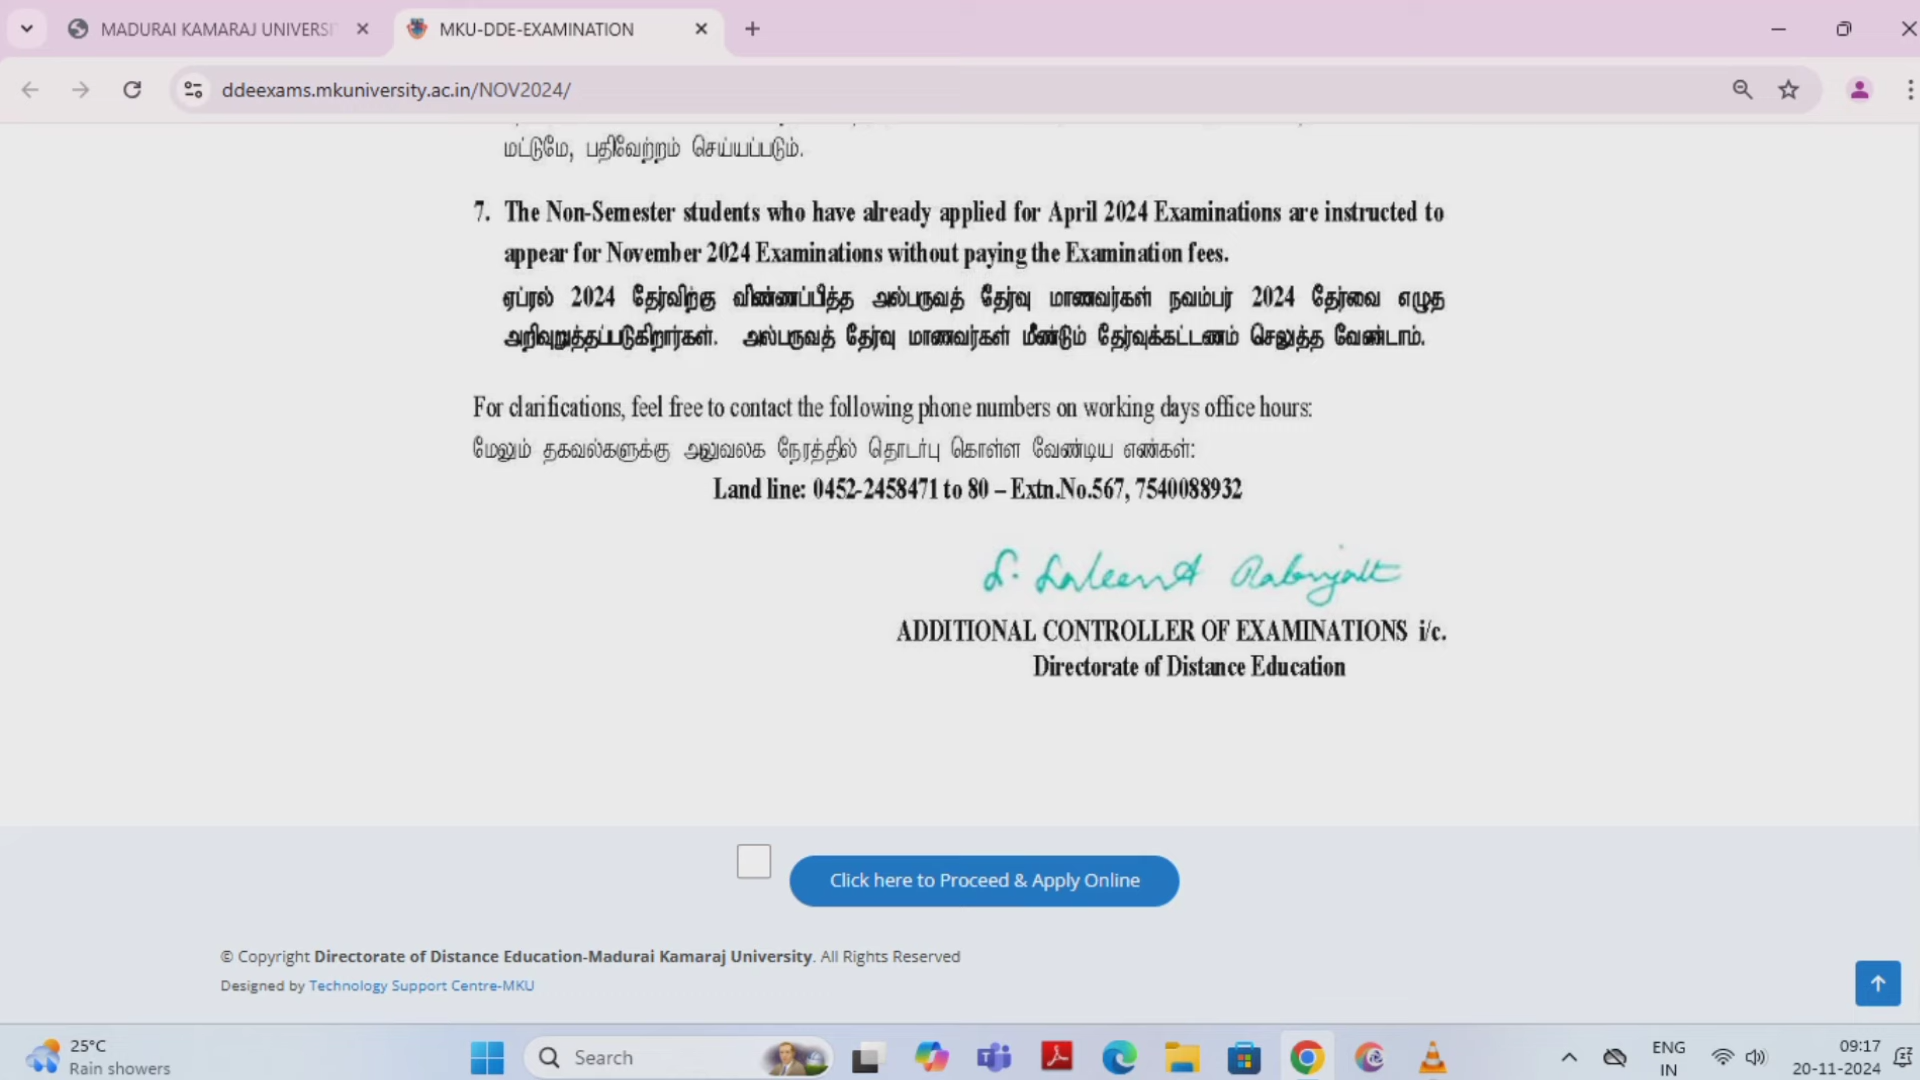 MADURAI KAMARAJ UNIVERSI
MKU-DDE-EXAMINATION
ddeexams.mkuniversity.ac.in/NOV2024/
மட்டுமே, பதிவேற்றம் செய்யப்படும்.
7. The Non-Semester students who have already applied for April 2024 Examinations are instructed to
appear for November 2024 Examinations without paying the Examination fees.
ஏப்ரல் 2024 தேர்விற்கு விண்ணப்பித்த அல்பருவத் தேர்வு மாணவர்கள் நவம்பர் 2024 தேர்வை எழுத
அறிவுறுத்தப்படுகிறார்கள். அல்பருவத் தேர்வு மாணவர்கள் மீண்டும் தேர்வுக்கட்டணம் செலுத்த வேண்டாம்.
For clarifications, feel free to contact the following phone numbers on working days office hours:
மேலும் தகவல்களுக்கு அலுவலக நேரத்தில் தொடர்பு கொள்ள வேண்டிய எண்கள்:
Land line: 0452-2458471 to 80 – Extn.No.567, 7540088932
ADDITIONAL CONTROLLER OF EXAMINATIONS i/c.
Directorate of Distance Education
Click here to Proceed & Apply Online
© Copyright Directorate of Distance Education-Madurai Kamaraj University. All Rights Reserved
Designed by Technology Support Centre-MKU
25°C
Rain showers
Search
ENG
IN
09:17
20-11-2024